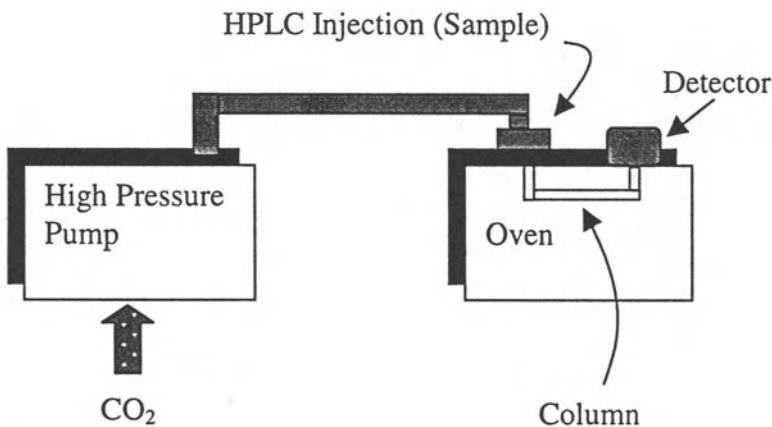 HPLC Injection (Sample)
Detector
High Pressure
Pump
Oven
CO₂
Column